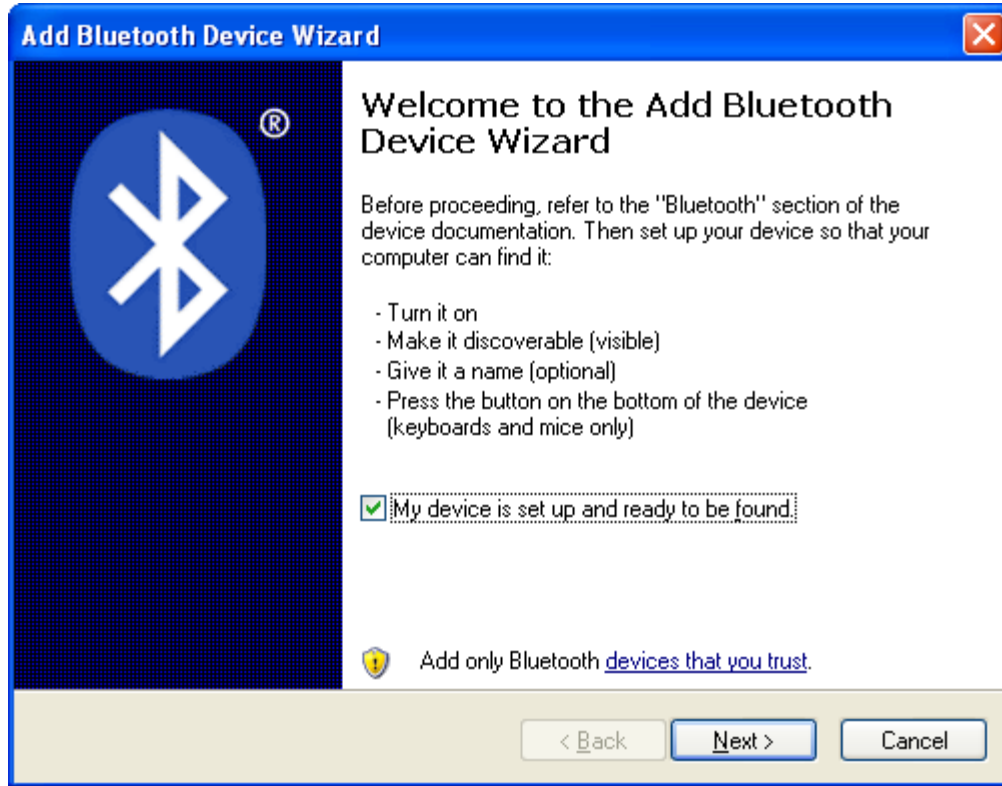 Add Bluetooth Device Wizard
®
Welcome to the Add Bluetooth
Device Wizard
Before proceeding, refer to the "Bluetooth" section of the
device documentation. Then set up your device so that your
computer can find it:
- Turn it on
- Make it discoverable (visible)
- Give it a name (optional)
- Press the button on the bottom of the device
(keyboards and mice only)
My device is set up and ready to be found.
Add only Bluetooth devices that you trust.
< Back Next > Cancel